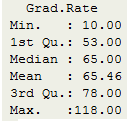 Grad.Rate
Min.   : 10.00
1st Qu.: 53.00
Median : 65.00
Mean   : 65.46
3rd Qu.: 78.00
Max.   :118.00